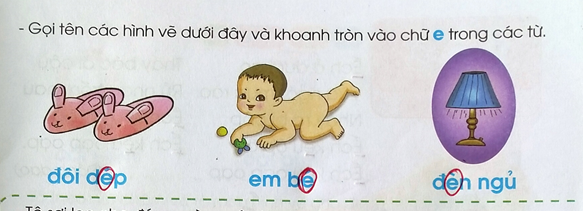 - Gọi tên các hình vẽ dưới đây và khoanh tròn vào chữ e trong các từ.
đôi dép
em bé
đèn ngủ